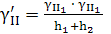 γ′II = γII1 · γII1 / h1 + h2